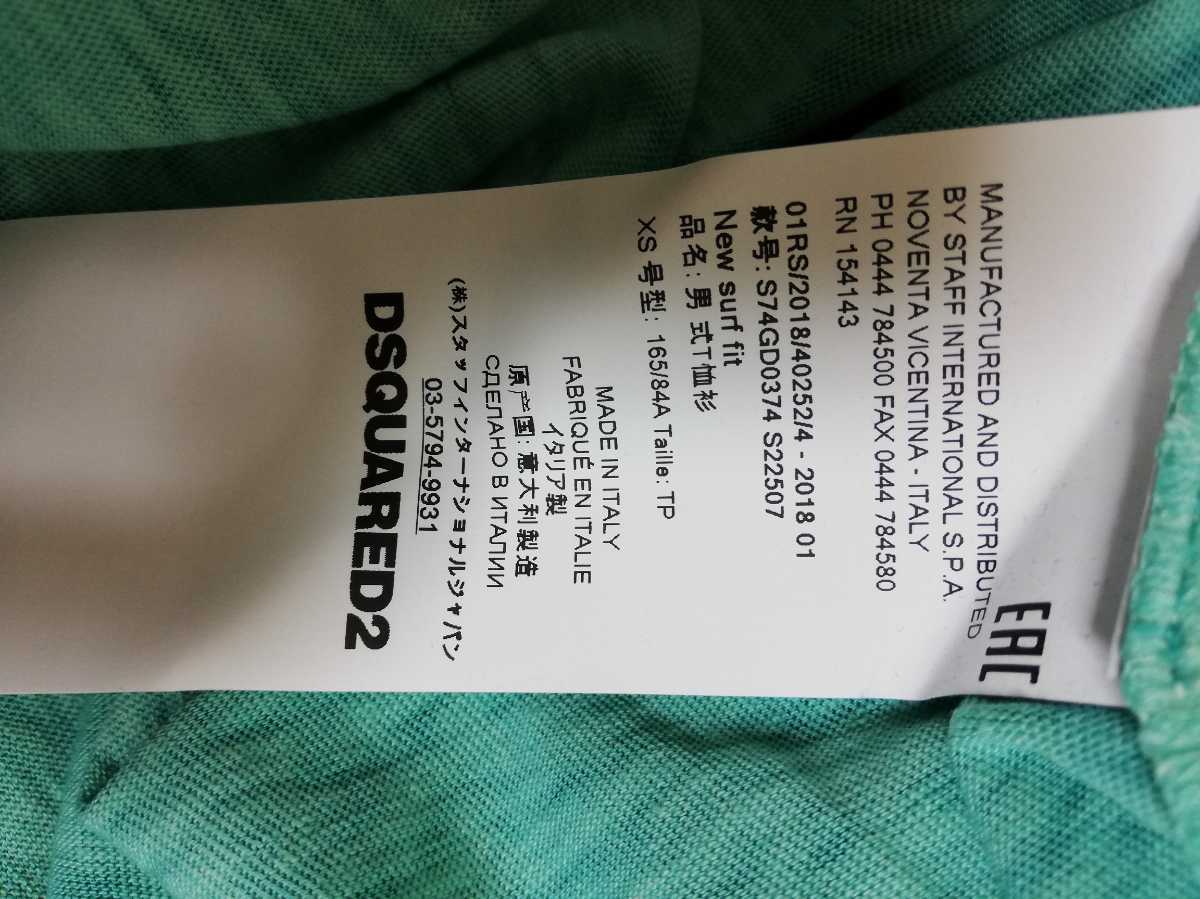 EAC
MANUFACTURED AND DISTRIBUTED
BY STAFF INTERNATIONAL S.P.A.
NOVENTA VICENTINA - ITALY
PH 0444 784500 FAX 0444 784580
RN 154143
01RS/2018/40252/4 - 2018 01
款号: S74GD0374 S22507
New surf fit
品名: 男 式T恤衫
XS 号型: 165/84A Taille: TP
MADE IN ITALY
FABRIQUÉ EN ITALIE
イタリア製
原产国: 意大利製造
СДЕЛАНО В ИТАЛИИ
(株)スタッフインターナショナルジャパン
03-5794-9931
DSQUARED2